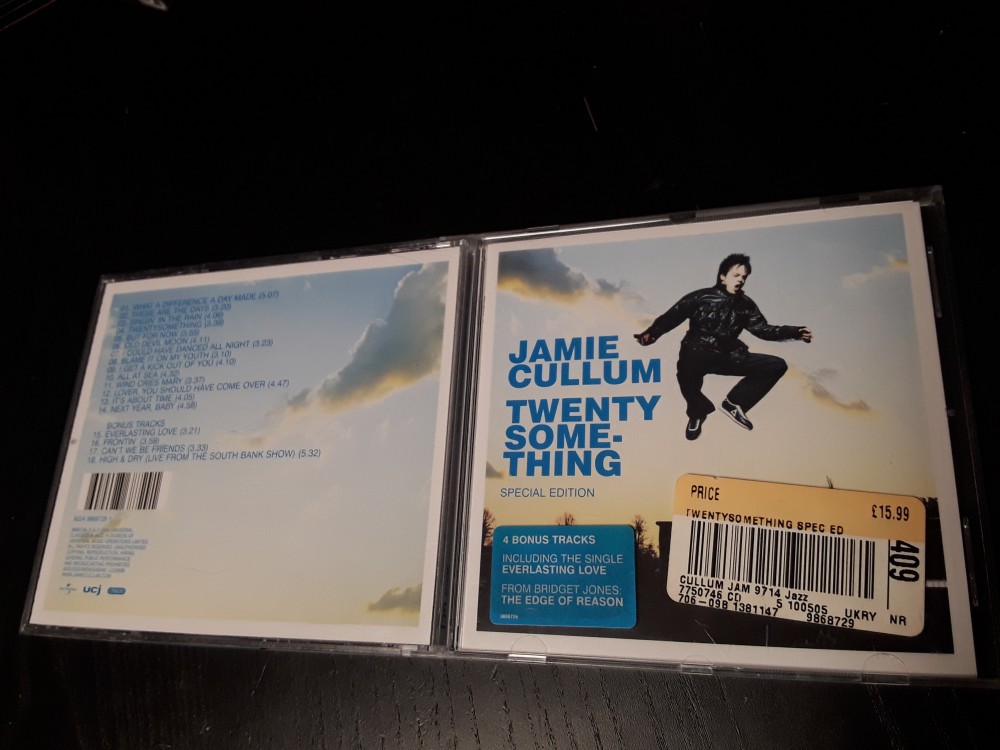 01. WHAT A DIFFERENCE A DAY MADE (5.07)
02. THESE ARE THE DAYS (3.20)
03. SINGIN' IN THE RAIN (4.06)
04. TWENTYSOMETHING (3.39)
05. BUT FOR NOW (3.55)
06. OLD DEVIL MOON (4.11)
07. I COULD HAVE DANCED ALL NIGHT (3.23)
08. BLAME IT ON MY YOUTH (3.10)
09. I GET A KICK OUT OF YOU (4.10)
10. ALL AT SEA (4.32)
11. WIND CRIES MARY (3.37)
12. LOVER, YOU SHOULD HAVE COME OVER (4.47)
13. IT'S ABOUT TIME (4.05)
14. NEXT YEAR, BABY (4.58)
BONUS TRACKS
15. EVERLASTING LOVE (3.21)
16. FRONTIN' (3.59)
17. CAN'T WE BE FRIENDS (3.33)
18. HIGH & DRY (LIVE FROM THE SOUTH BANK SHOW) (5.32)
ucj
JAMIE
CULLUM
TWENTY
SOME-
THING
SPECIAL EDITION
4 BONUS TRACKS
INCLUDING THE SINGLE
EVERLASTING LOVE
FROM BRIDGET JONES:
THE EDGE OF REASON
9868729
PRICE
£15.99
TWENTYSOMETHING SPEC ED
409
CULLUM JAM 9714 Jazz
7750746 CD S 100505 UKRY NR
706-09B 1381147 9868729